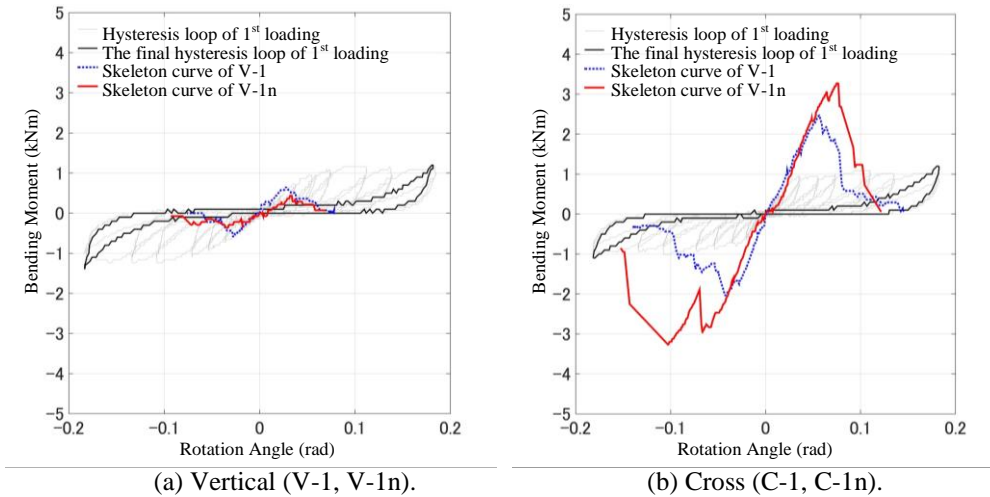 5
4
3
2
1
0
−1
−2
−3
−4
−5
−0.2
−0.1
0
0.1
0.2
Bending Moment (kNm)
Rotation Angle (rad)
Hysteresis loop of 1st loading
The final hysteresis loop of 1st loading
Skeleton curve of V-1
Skeleton curve of V-1n
(a) Vertical (V-1, V-1n).
5
4
3
2
1
0
−1
−2
−3
−4
−5
−0.2
−0.1
0
0.1
0.2
Bending Moment (kNm)
Rotation Angle (rad)
Hysteresis loop of 1st loading
The final hysteresis loop of 1st loading
Skeleton curve of V-1
Skeleton curve of V-1n
(b) Cross (C-1, C-1n).